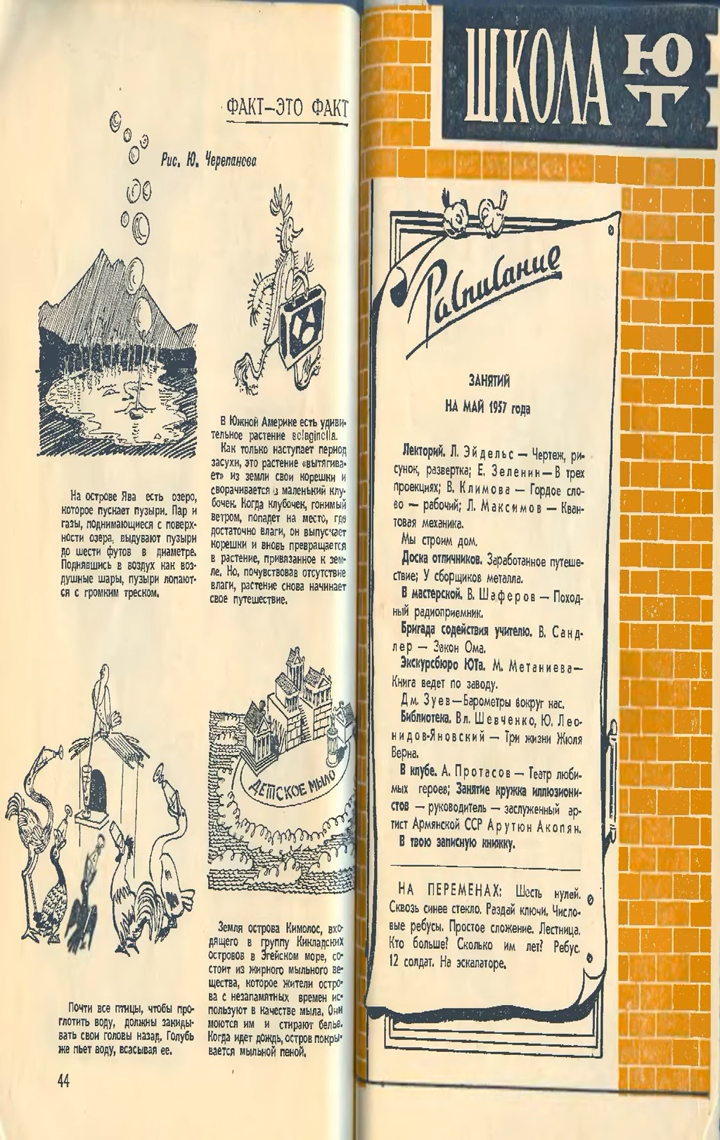 ФАКТ—ЭТО ФАКТ
Рис. Ю. Черепанова
На острове Ява есть озеро,
которое пускает пузыри. Пар и
газы, поднимающиеся с поверх-
ности озера, выдувают пузыри
до шести футов в диаметре.
Поднявшись в воздух как воз-
душные шары, пузыри лопают-
ся с громким треском.
В Южной Америке есть удиви-
тельное растение selaginella.
Как только наступает период
засухи, это растение «вытягива-
ет» из земли свои корешки и
сворачивается в маленький клу-
бочек. Когда клубочек, гонимый
ветром, попадет на место, где
достаточно влаги, он выпускает
корешки и вновь превращается
в растение, привязанное к зем-
ле. Но, почувствовав отсутствие
влаги, растение снова начинает
свое путешествие.
ДЕТСКОЕ МЫЛО
Почти все птицы, чтобы про-
глотить воду, должны закиды-
вать свои головы назад. Голубь
же пьет воду, всасывая ее.
Земля острова Кимолос, вхо-
дящего в группу Кикладских
островов в Эгейском море, со-
стоит из жирного мыльного ве-
щества, которое жители остро-
ва с незапамятных времен ис-
пользуют в качестве мыла. Они
моются им и стирают белье.
Когда идет дождь, остров покры-
вается мыльной пеной.
44
ШКОЛА Ю
Т
Расписание
ЗАНЯТИЙ
НА МАЙ 1957 года
Лекторий. Л. Эйдельс — Чертеж, ри-
сунок, развертка; Е. Зеленин — В трех
проекциях; В. Климова — Гордое сло-
во — рабочий; Л. Максимов — Кван-
товая механика.
Мы строим дом.
Доска отличников. Заработанное путеше-
ствие; У сборщиков металла.
В мастерской. В. Шаферов — Поход-
ный радиоприемник.
Бригада содействия учителю. В. Санд-
лер — Закон Ома.
Экскурсбюро ЮТа. М. Метаниева—
Книга ведет по заводу.
Дм. Зуев—Барометры вокруг нас.
Библиотека. Вл. Шевченко, Ю. Лео-
нидов-Яновский — Три жизни Жюля
Верна.
В клубе. А. Протасов — Театр люби-
мых героев; Занятие кружка иллюзиони-
стов — руководитель — заслуженный ар-
тист Армянской ССР Арутюн Акопян.
В твою записную книжку.
НА ПЕРЕМЕНАХ: Шесть нулей.
Сквозь синее стекло. Раздай ключи. Число-
вые ребусы. Простое сложение. Лестница.
Кто больше? Сколько им лет? Ребус.
12 солдат. На эскалаторе.